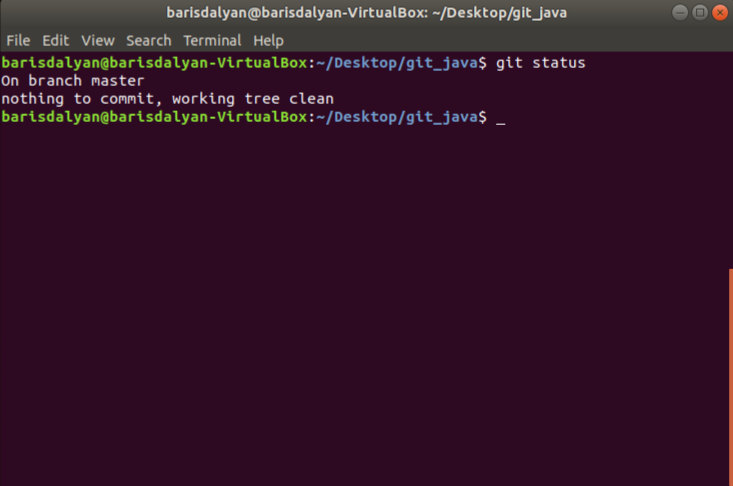 barisdalyan@barisdalyan-VirtualBox: ~/Desktop/git_java
File Edit View Search Terminal Help
barisdalyan@barisdalyan-VirtualBox:~/Desktop/git_java$ git status
On branch master
nothing to commit, working tree clean
barisdalyan@barisdalyan-VirtualBox:~/Desktop/git_java$ _